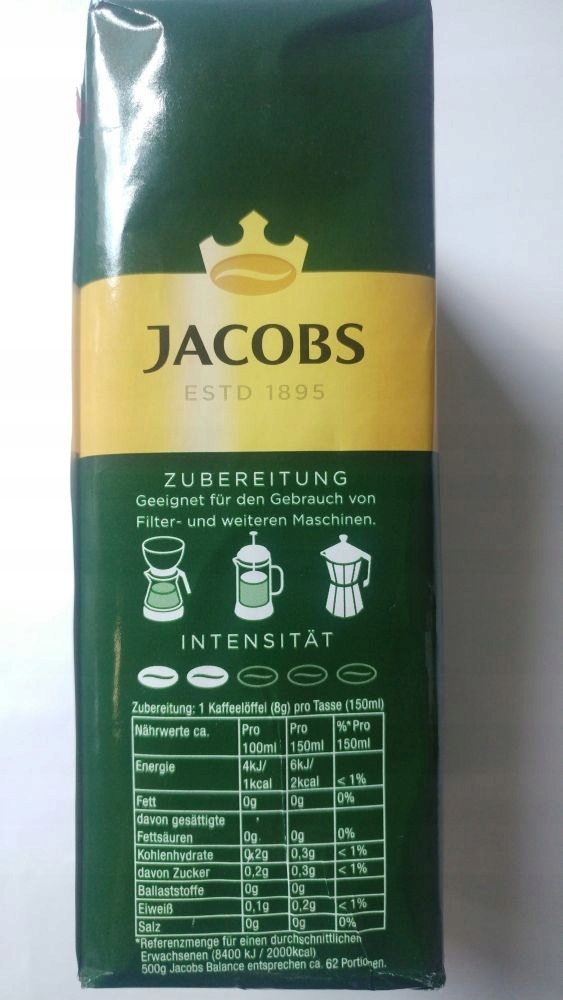 JACOBS
ESTD 1895
ZUBEREITUNG
Geeignet für den Gebrauch von
Filter- und weiteren Maschinen.
INTENSITÄT
Zubereitung: 1 Kaffeelöffel (8g) pro Tasse (150ml)
Nährwerte ca. Pro 100ml Pro 150ml %*Pro 150ml
Energie 4kJ/ 1kcal 6kJ/ 2kcal < 1%
Fett 0g 0g 0%
davon gesättigte
Fettsäuren 0g 0g 0%
Kohlenhydrate 0,2g 0,3g < 1%
davon Zucker 0,2g 0,3g < 1%
Ballaststoffe 0g 0g
Eiweiß 0,1g 0,2g < 1%
Salz 0g 0g 0%
*Referenzmenge für einen durchschnittlichen
Erwachsenen (8400 kJ / 2000kcal)
500g Jacobs Balance entsprechen ca. 62 Portionen.